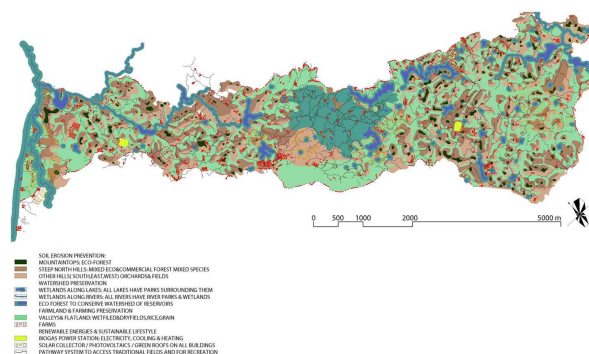 0 500 1000 2000 5000 m
SOIL EROSION PREVENTION:
MOUNTAINTOPS: ECO-FOREST
STEEP NORTH HILLS: MIXED ECO&COMMERCIAL FOREST MIXED SPECIES
OTHER HILLS( SOUTH,EAST,WEST) ORCHARDS& FIELDS
WATERSHED PRESERVATION
WETLANDS ALONG LAKES: ALL LAKES HAVE PARKS SURROUNDING THEM
WETLANDS ALONG RIVERS: ALL RIVERS HAVE RIVER PARKS & WETLANDS
ECO FOREST TO CONSERVE WATERSHED OF RESERVOIRS
FARMLAND & FARMING PRESERVATION
VALLEYS& FLATLAND: WETFILED&DRYFIELDS,RICE,GRAIN
FARMS
RENEWABLE ENERGIES & SUSTAINABLE LIFESTYLE
BIOGAS POWER STATION: ELECTRICITY, COOLING & HEATING
SOLAR COLLECTOR / PHOTOVOLTAICS / GREEN ROOFS ON ALL BUILDINGS
PATHWAY SYSTEM TO ACCESS TRADITIONAL FIELDS AND FOR RECREATION